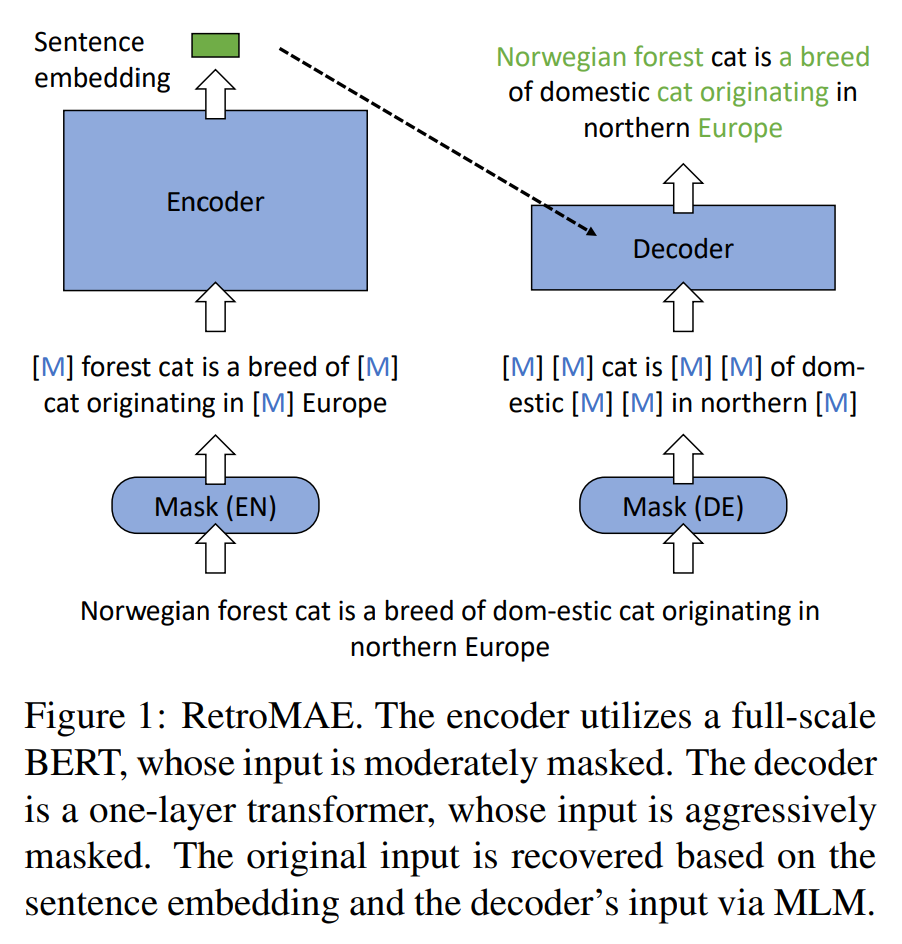 Sentence
embedding
Encoder
[M] forest cat is a breed of [M]
cat originating in [M] Europe
Mask (EN)
Norwegian forest cat is a breed
of domestic cat originating in
northern Europe
Decoder
[M] [M] cat is [M] [M] of dom-
estic [M] [M] in northern [M]
Mask (DE)
Norwegian forest cat is a breed of dom-estic cat originating in
northern Europe
Figure 1: RetroMAE. The encoder utilizes a full-scale
BERT, whose input is moderately masked. The decoder
is a one-layer transformer, whose input is aggressively
masked. The original input is recovered based on the
sentence embedding and the decoder's input via MLM.